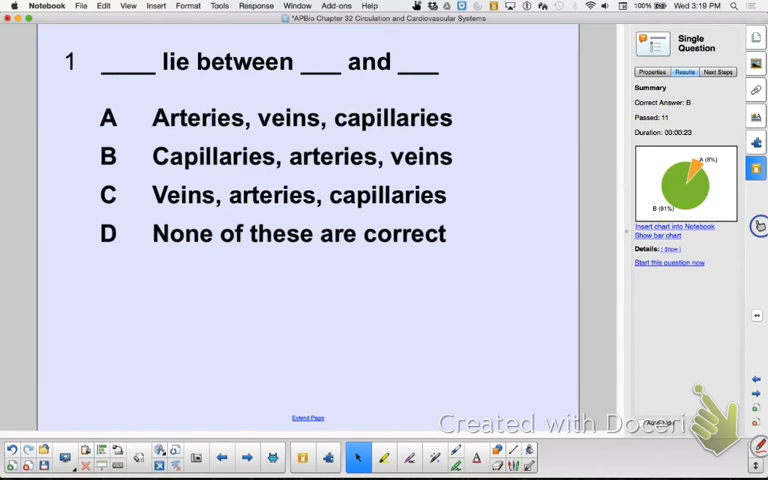 Notebook File Edit View Insert Format Tools Response Window Add-ons Help 100% Wed 3:19 PM
*APBio Chapter 32 Circulation and Cardiovascular Systems
1 ____ lie between ___ and ___
A Arteries, veins, capillaries
B Capillaries, arteries, veins
C Veins, arteries, capillaries
D None of these are correct
Extend Page
Single
Question
Properties Results Next Steps
Summary
Correct Answer: B
Passed: 11
Duration: 00:00:23
A (8%)
B (91%)
Insert chart into Notebook
Show bar chart
Details: [ Show ]
Start this question now
Created with Doceri